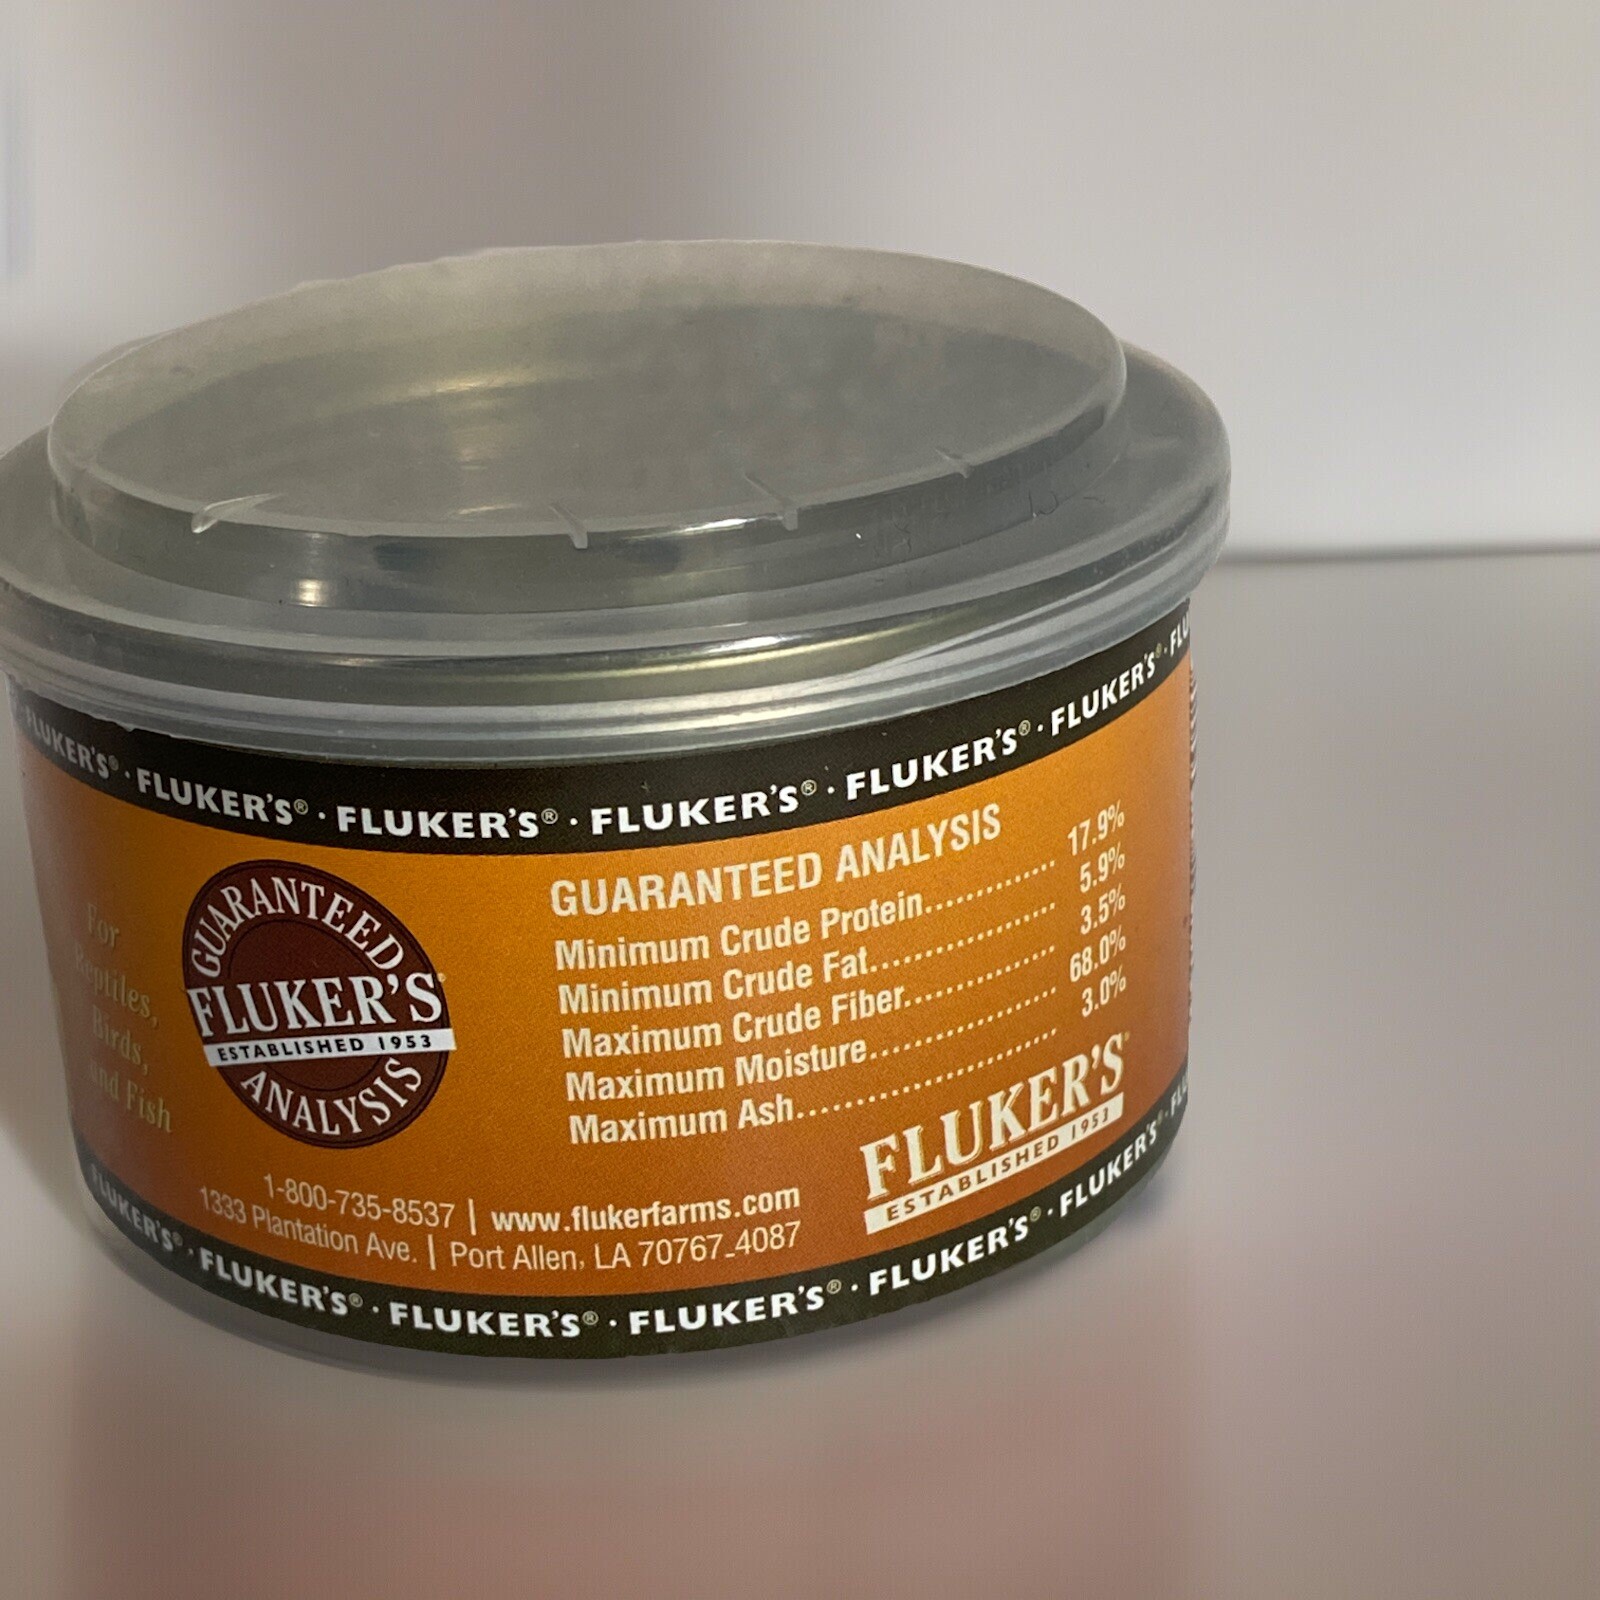 FLUKER'S® · FLUKER'S® · FLUKER'S® · FLUKER'S® · FLUKER'S® · FLUKER'S® · FLU
For
Reptiles,
Birds,
and Fish
GUARANTEED
FLUKER'S®
ESTABLISHED 1953
ANALYSIS
GUARANTEED ANALYSIS
Minimum Crude Protein............. 17.9%
Minimum Crude Fat.................. 5.9%
Maximum Crude Fiber............... 3.5%
Maximum Moisture.................. 68.0%
Maximum Ash......................... 3.0%
FLUKER'S®
ESTABLISHED 1953
1-800-735-8537 | www.flukerfarms.com
1333 Plantation Ave. | Port Allen, LA 70767-4087
FLUKER'S® · FLUKER'S® · FLUKER'S® · FLUKER'S® · FLUKER'S® · FLUKER'S® · FLU